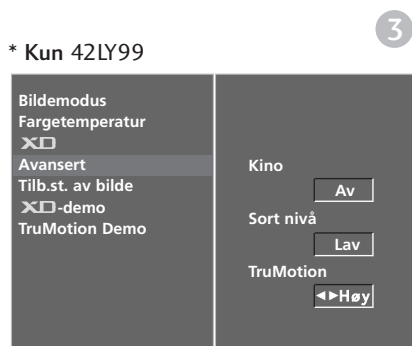 3
* Kun 42LY99
Bildemodus
Fargetemperatur
XD
Avansert
Tilb.st. av bilde
XD-demo
TruMotion Demo
Kino
Av
Sort nivå
Lav
TruMotion
◄►Høy